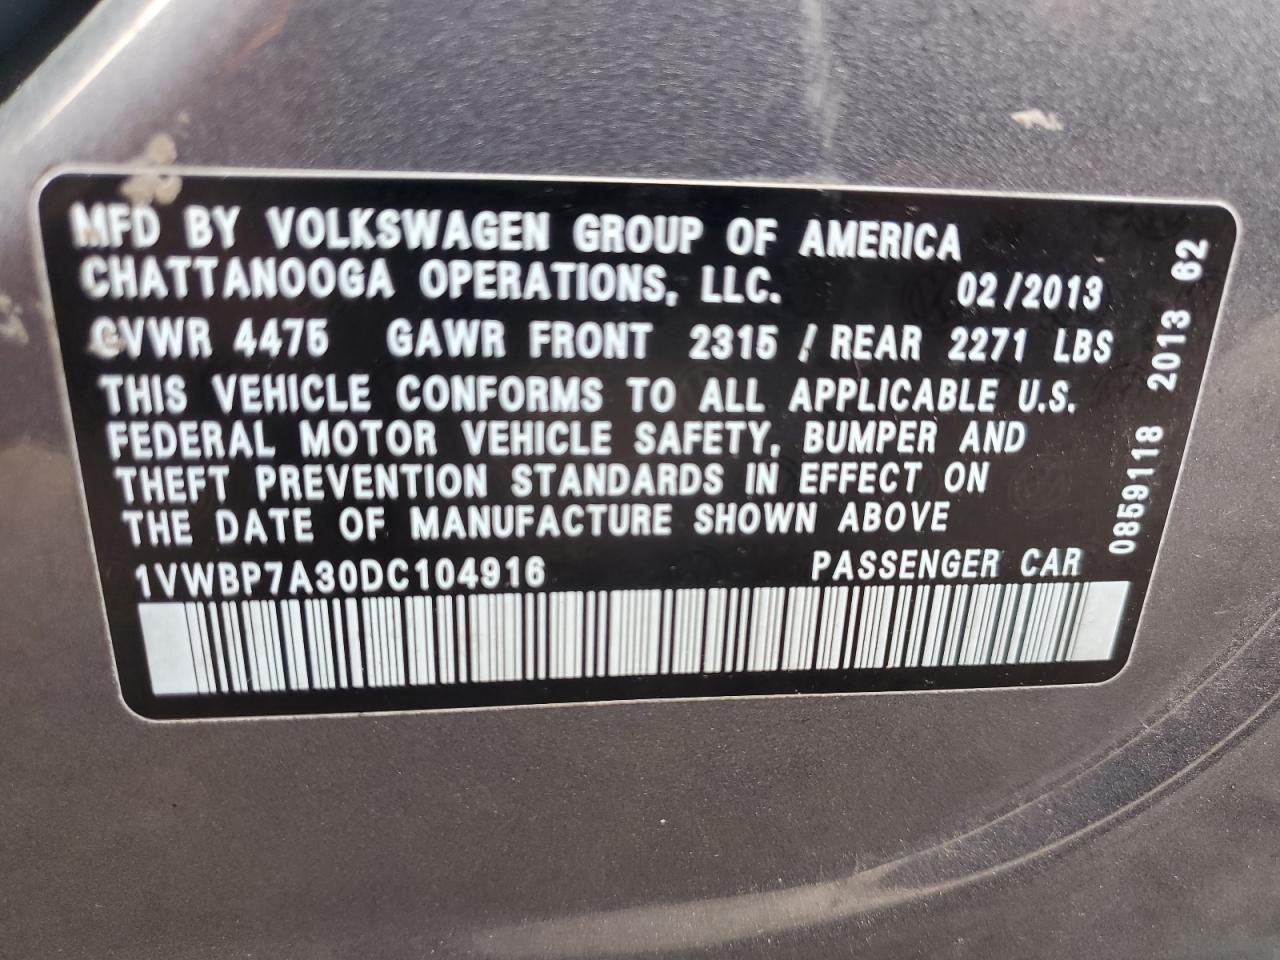 MFD BY VOLKSWAGEN GROUP OF AMERICA
CHATTANOOGA OPERATIONS, LLC. 02/2013
GVWR 4475 GAWR FRONT 2315 / REAR 2271 LBS
THIS VEHICLE CONFORMS TO ALL APPLICABLE U.S.
FEDERAL MOTOR VEHICLE SAFETY, BUMPER AND
THEFT PREVENTION STANDARDS IN EFFECT ON
THE DATE OF MANUFACTURE SHOWN ABOVE
1VWBP7A30DC104916 PASSENGER CAR
0859118 2013 62